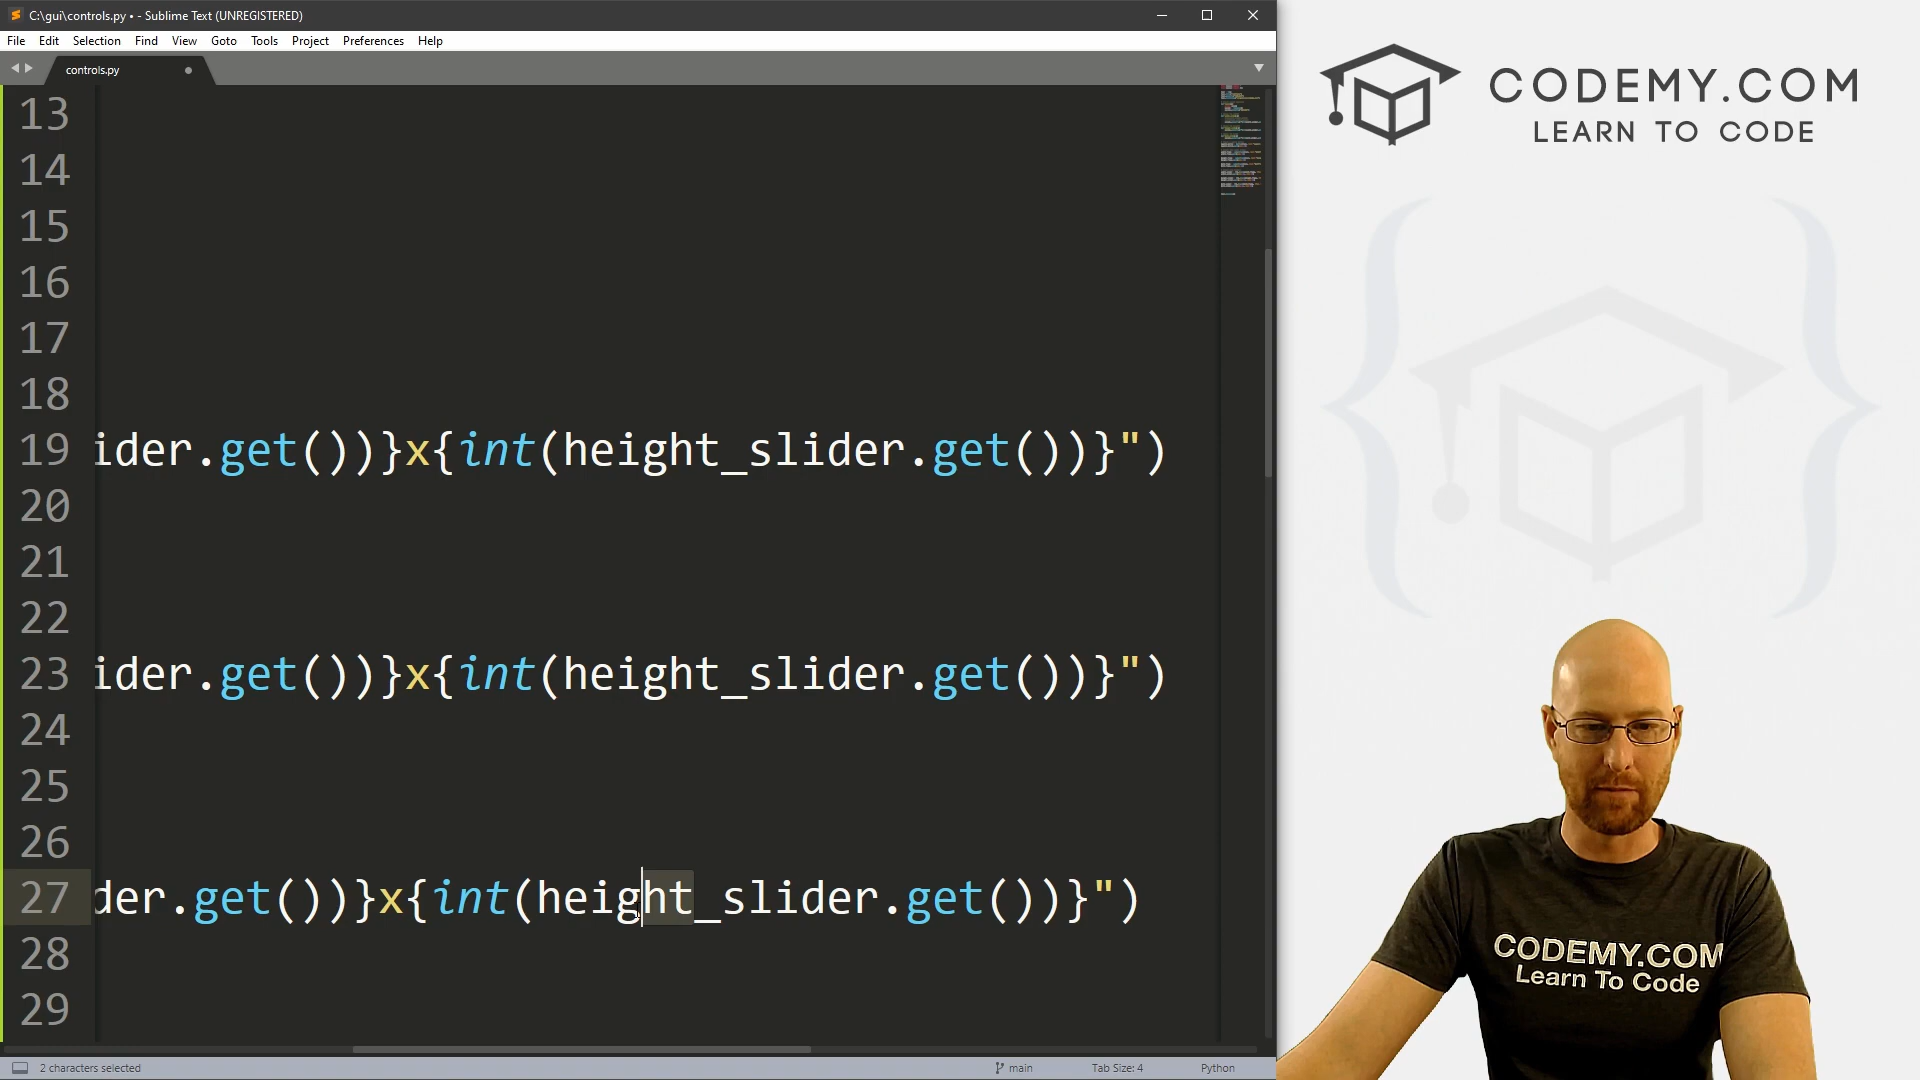 C:\gui\controls.py • - Sublime Text (UNREGISTERED)
File Edit Selection Find View Goto Tools Project Preferences Help
controls.py
13
14
15
16
17
18
19 ider.get())}x{int(height_slider.get())}")
20
21
22
23 ider.get())}x{int(height_slider.get())}")
24
25
26
27 der.get())}x{int(height_slider.get())}")
28
29
2 characters selected main Tab Size: 4 Python
CODEMY.COM
LEARN TO CODE
CODEMY.COM
Learn To Code